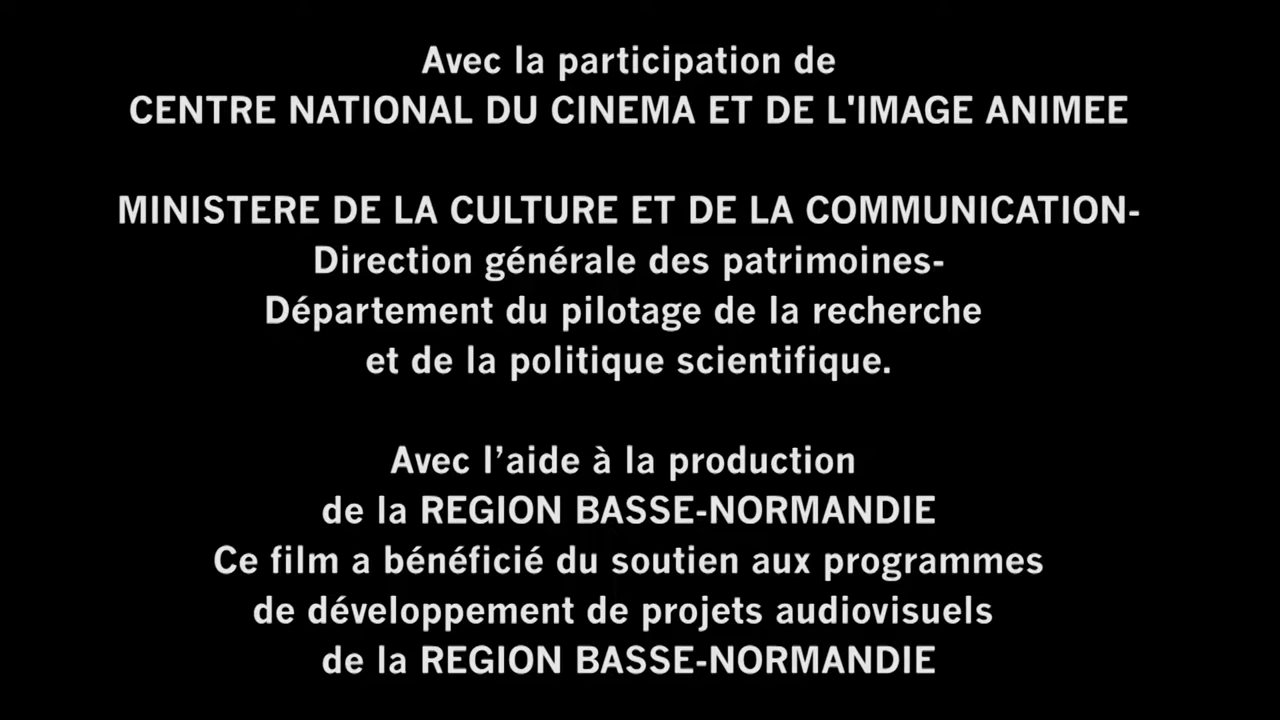 Avec la participation de
CENTRE NATIONAL DU CINEMA ET DE L'IMAGE ANIMEE
MINISTERE DE LA CULTURE ET DE LA COMMUNICATION-
Direction générale des patrimoines-
Département du pilotage de la recherche
et de la politique scientifique.
Avec l’aide à la production
de la REGION BASSE-NORMANDIE
Ce film a bénéficié du soutien aux programmes
de développement de projets audiovisuels
de la REGION BASSE-NORMANDIE